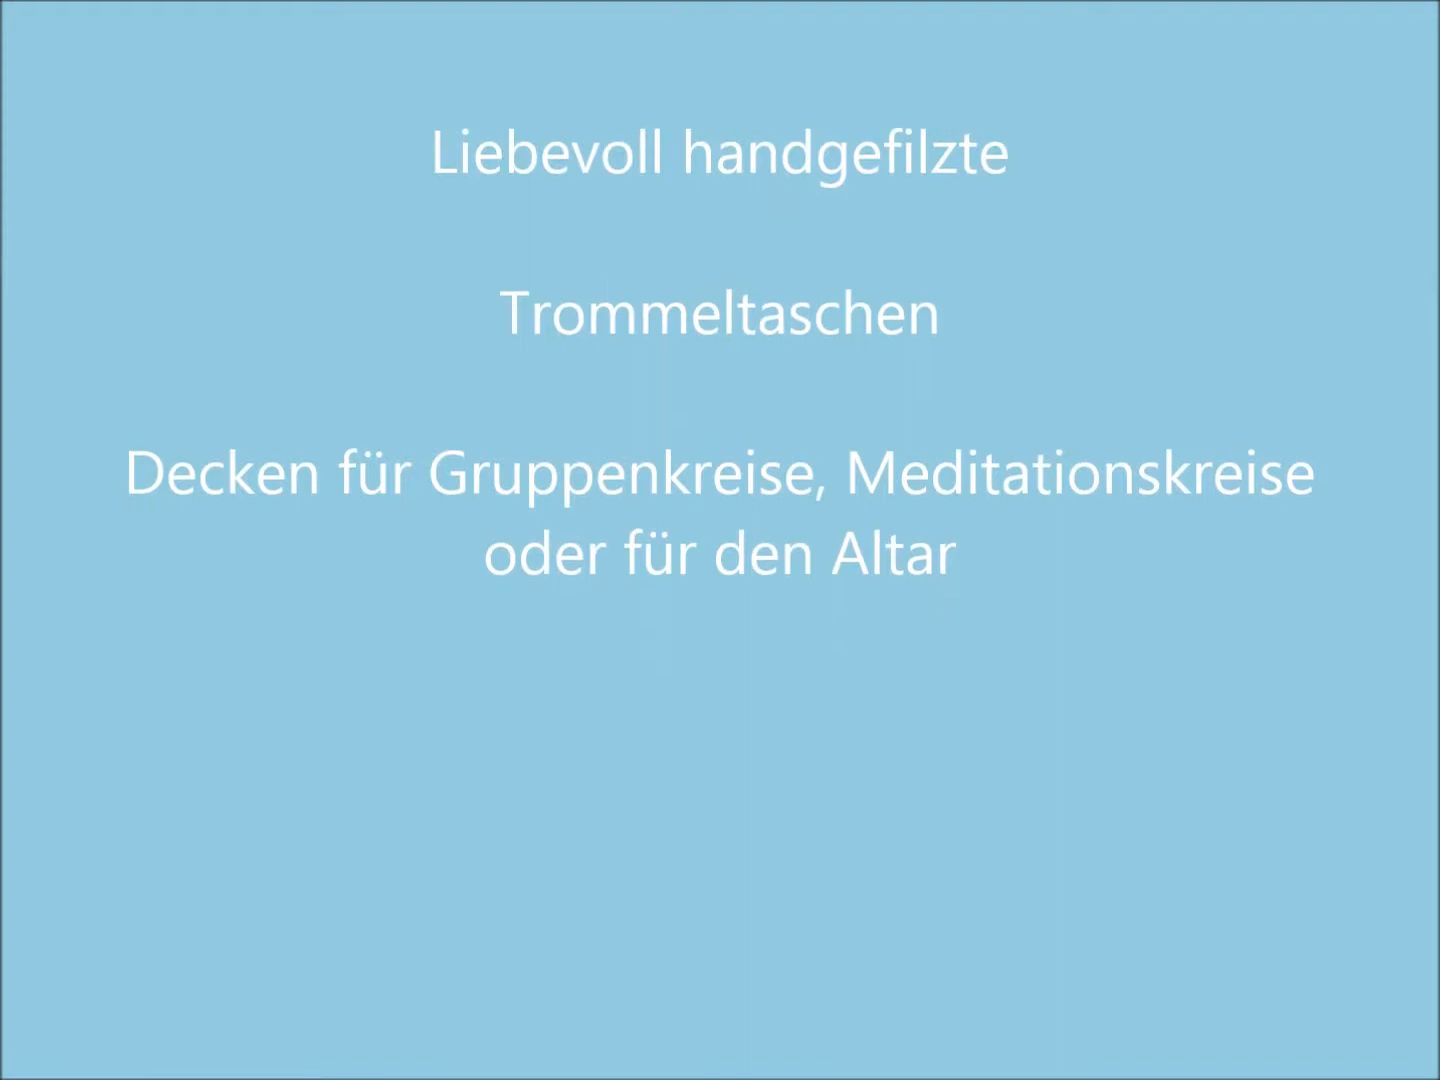 Liebevoll handgefilzte
Trommeltaschen
Decken für Gruppenkreise, Meditationskreise
oder für den Altar